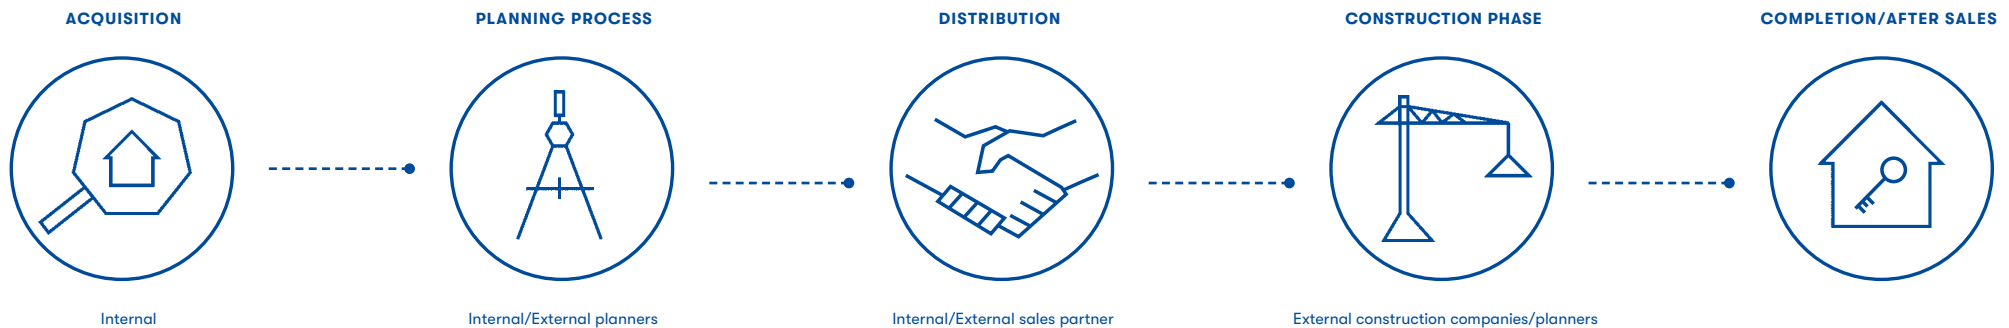 ACQUISITION
PLANNING PROCESS
DISTRIBUTION
CONSTRUCTION PHASE
COMPLETION/AFTER SALES
Internal
Internal/External planners
Internal/External sales partner
External construction companies/planners